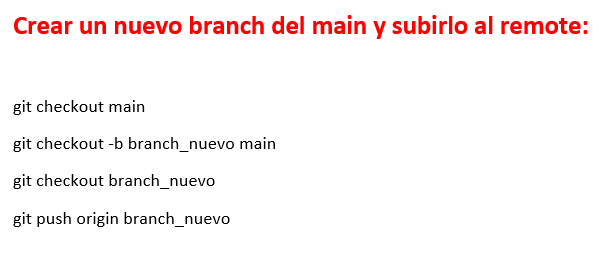 Crear un nuevo branch del main y subirlo al remote:
git checkout main
git checkout -b branch_nuevo main
git checkout branch_nuevo
git push origin branch_nuevo